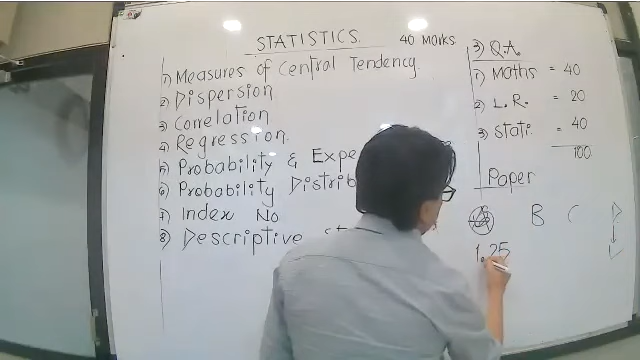 STATISTICS. 40 Marks
1) Measures of Central Tendency.
2) Dispersion
3) Correlation
4) Regression.
5) Probability & Expe
6) Probability Distrib
7) Index No
8) Descriptive st
3) Q.A.
1) Maths = 40
2) L.R. = 20
3) Stati. = 40
100
Paper
B C D
1.25